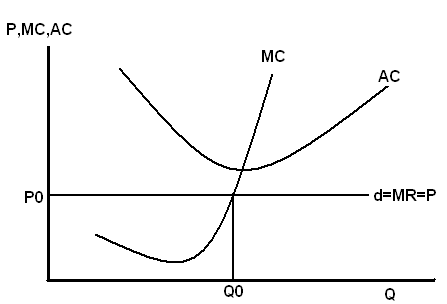 P,MC,AC
MC
AC
P0
d=MR=P
Q0
Q